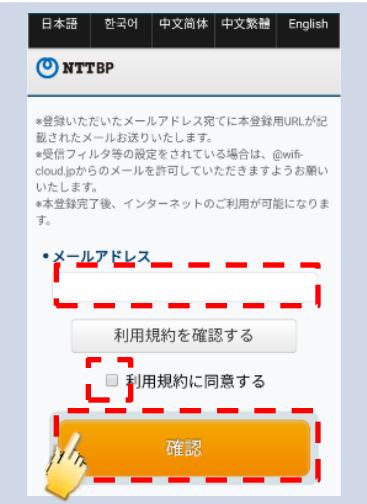 日本語 한국어 中文简体 中文繁體 English
NTTBP
※登録いただいたメールアドレス宛てに本登録用URLが記
載されたメールお送りいたします。
※受信フィルタ等の設定をされている場合は、@wifi-
cloud.jpからのメールを許可していただきますようお願い
いたします。
※本登録完了後、インターネットのご利用が可能になりま
す。
•メールアドレス
利用規約を確認する
利用規約に同意する
確認